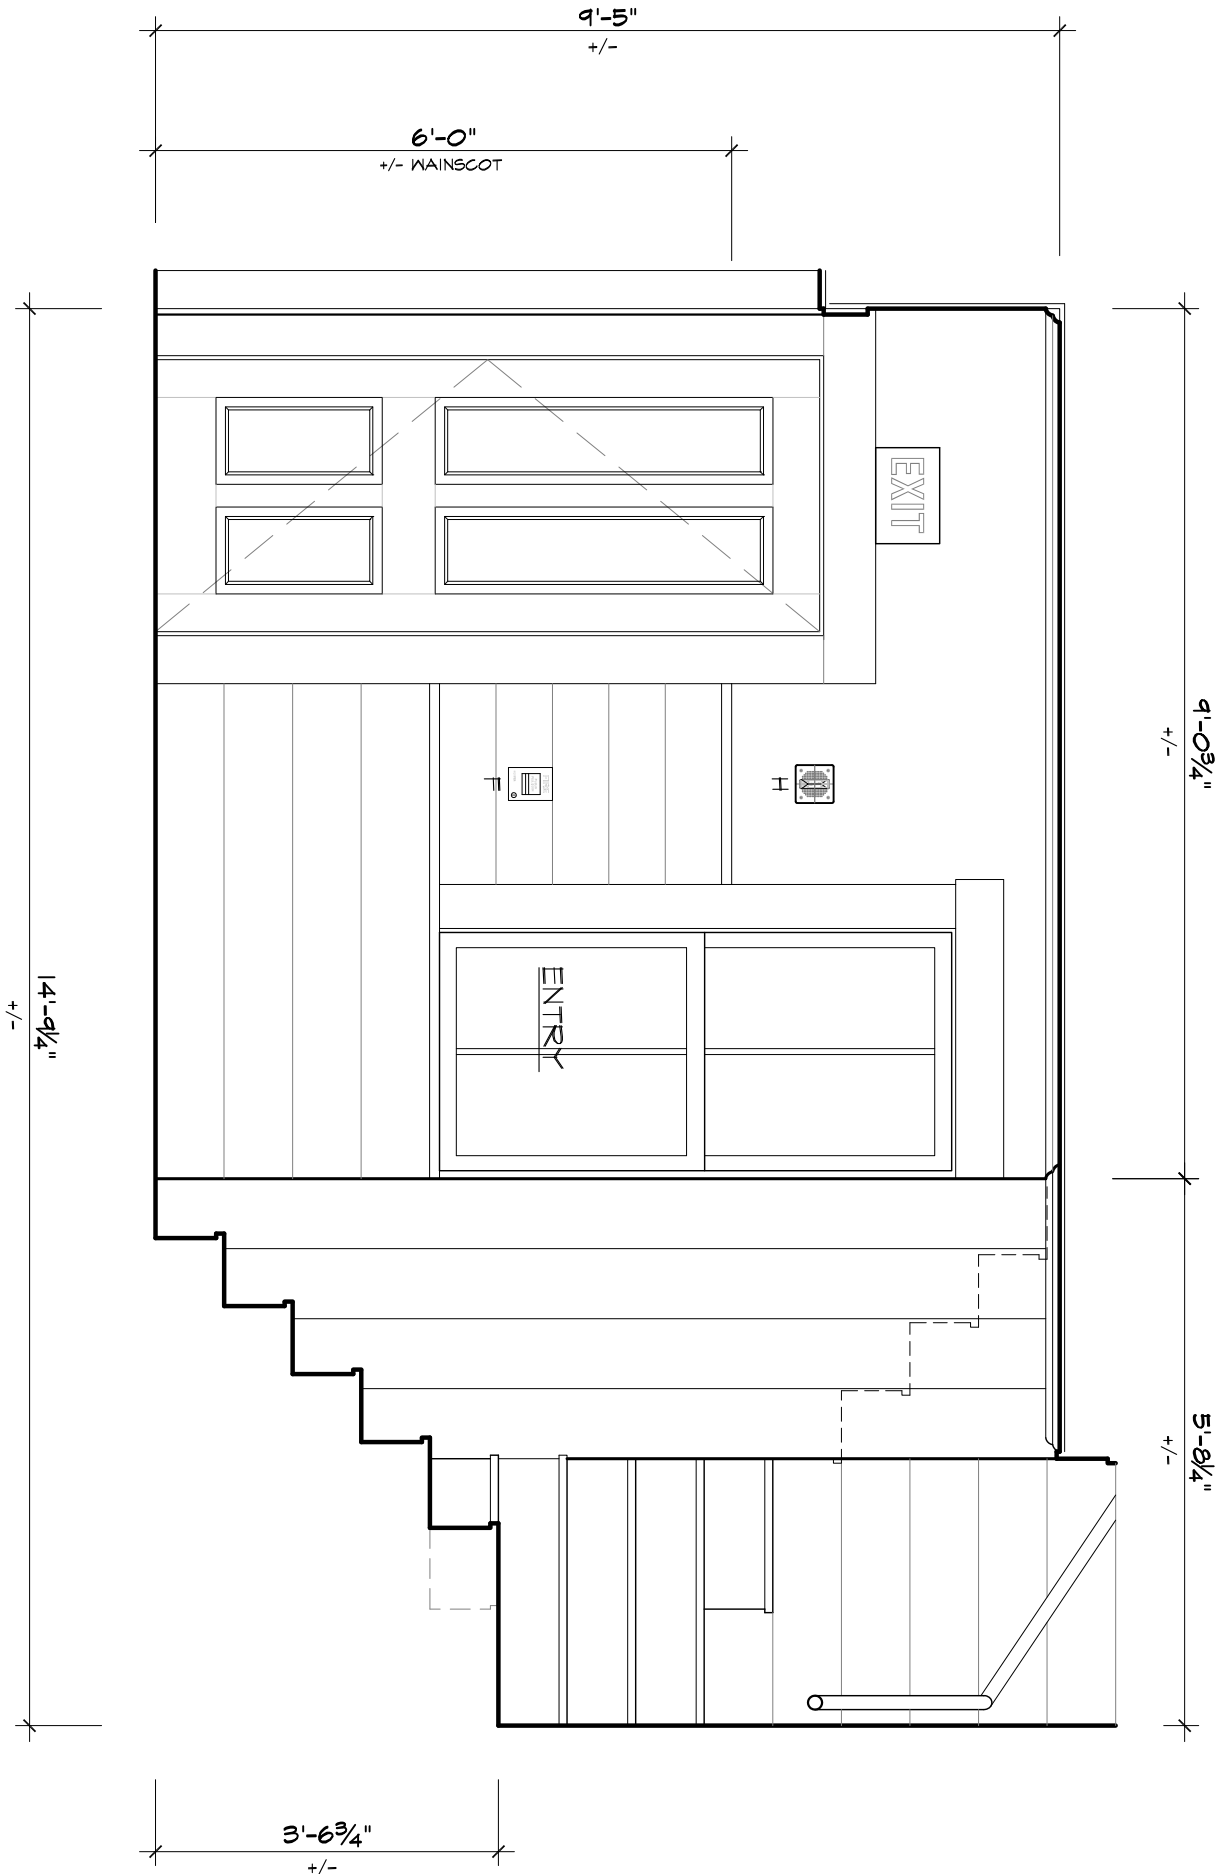 9'-5"
+/-
6'-0"
+/- WAINSCOT
EXIT
9'-0¾"
+/-
FIRE
F
H
ENTRY
14'-9¼"
+/-
5'-8¼"
+/-
3'-6¾"
+/-